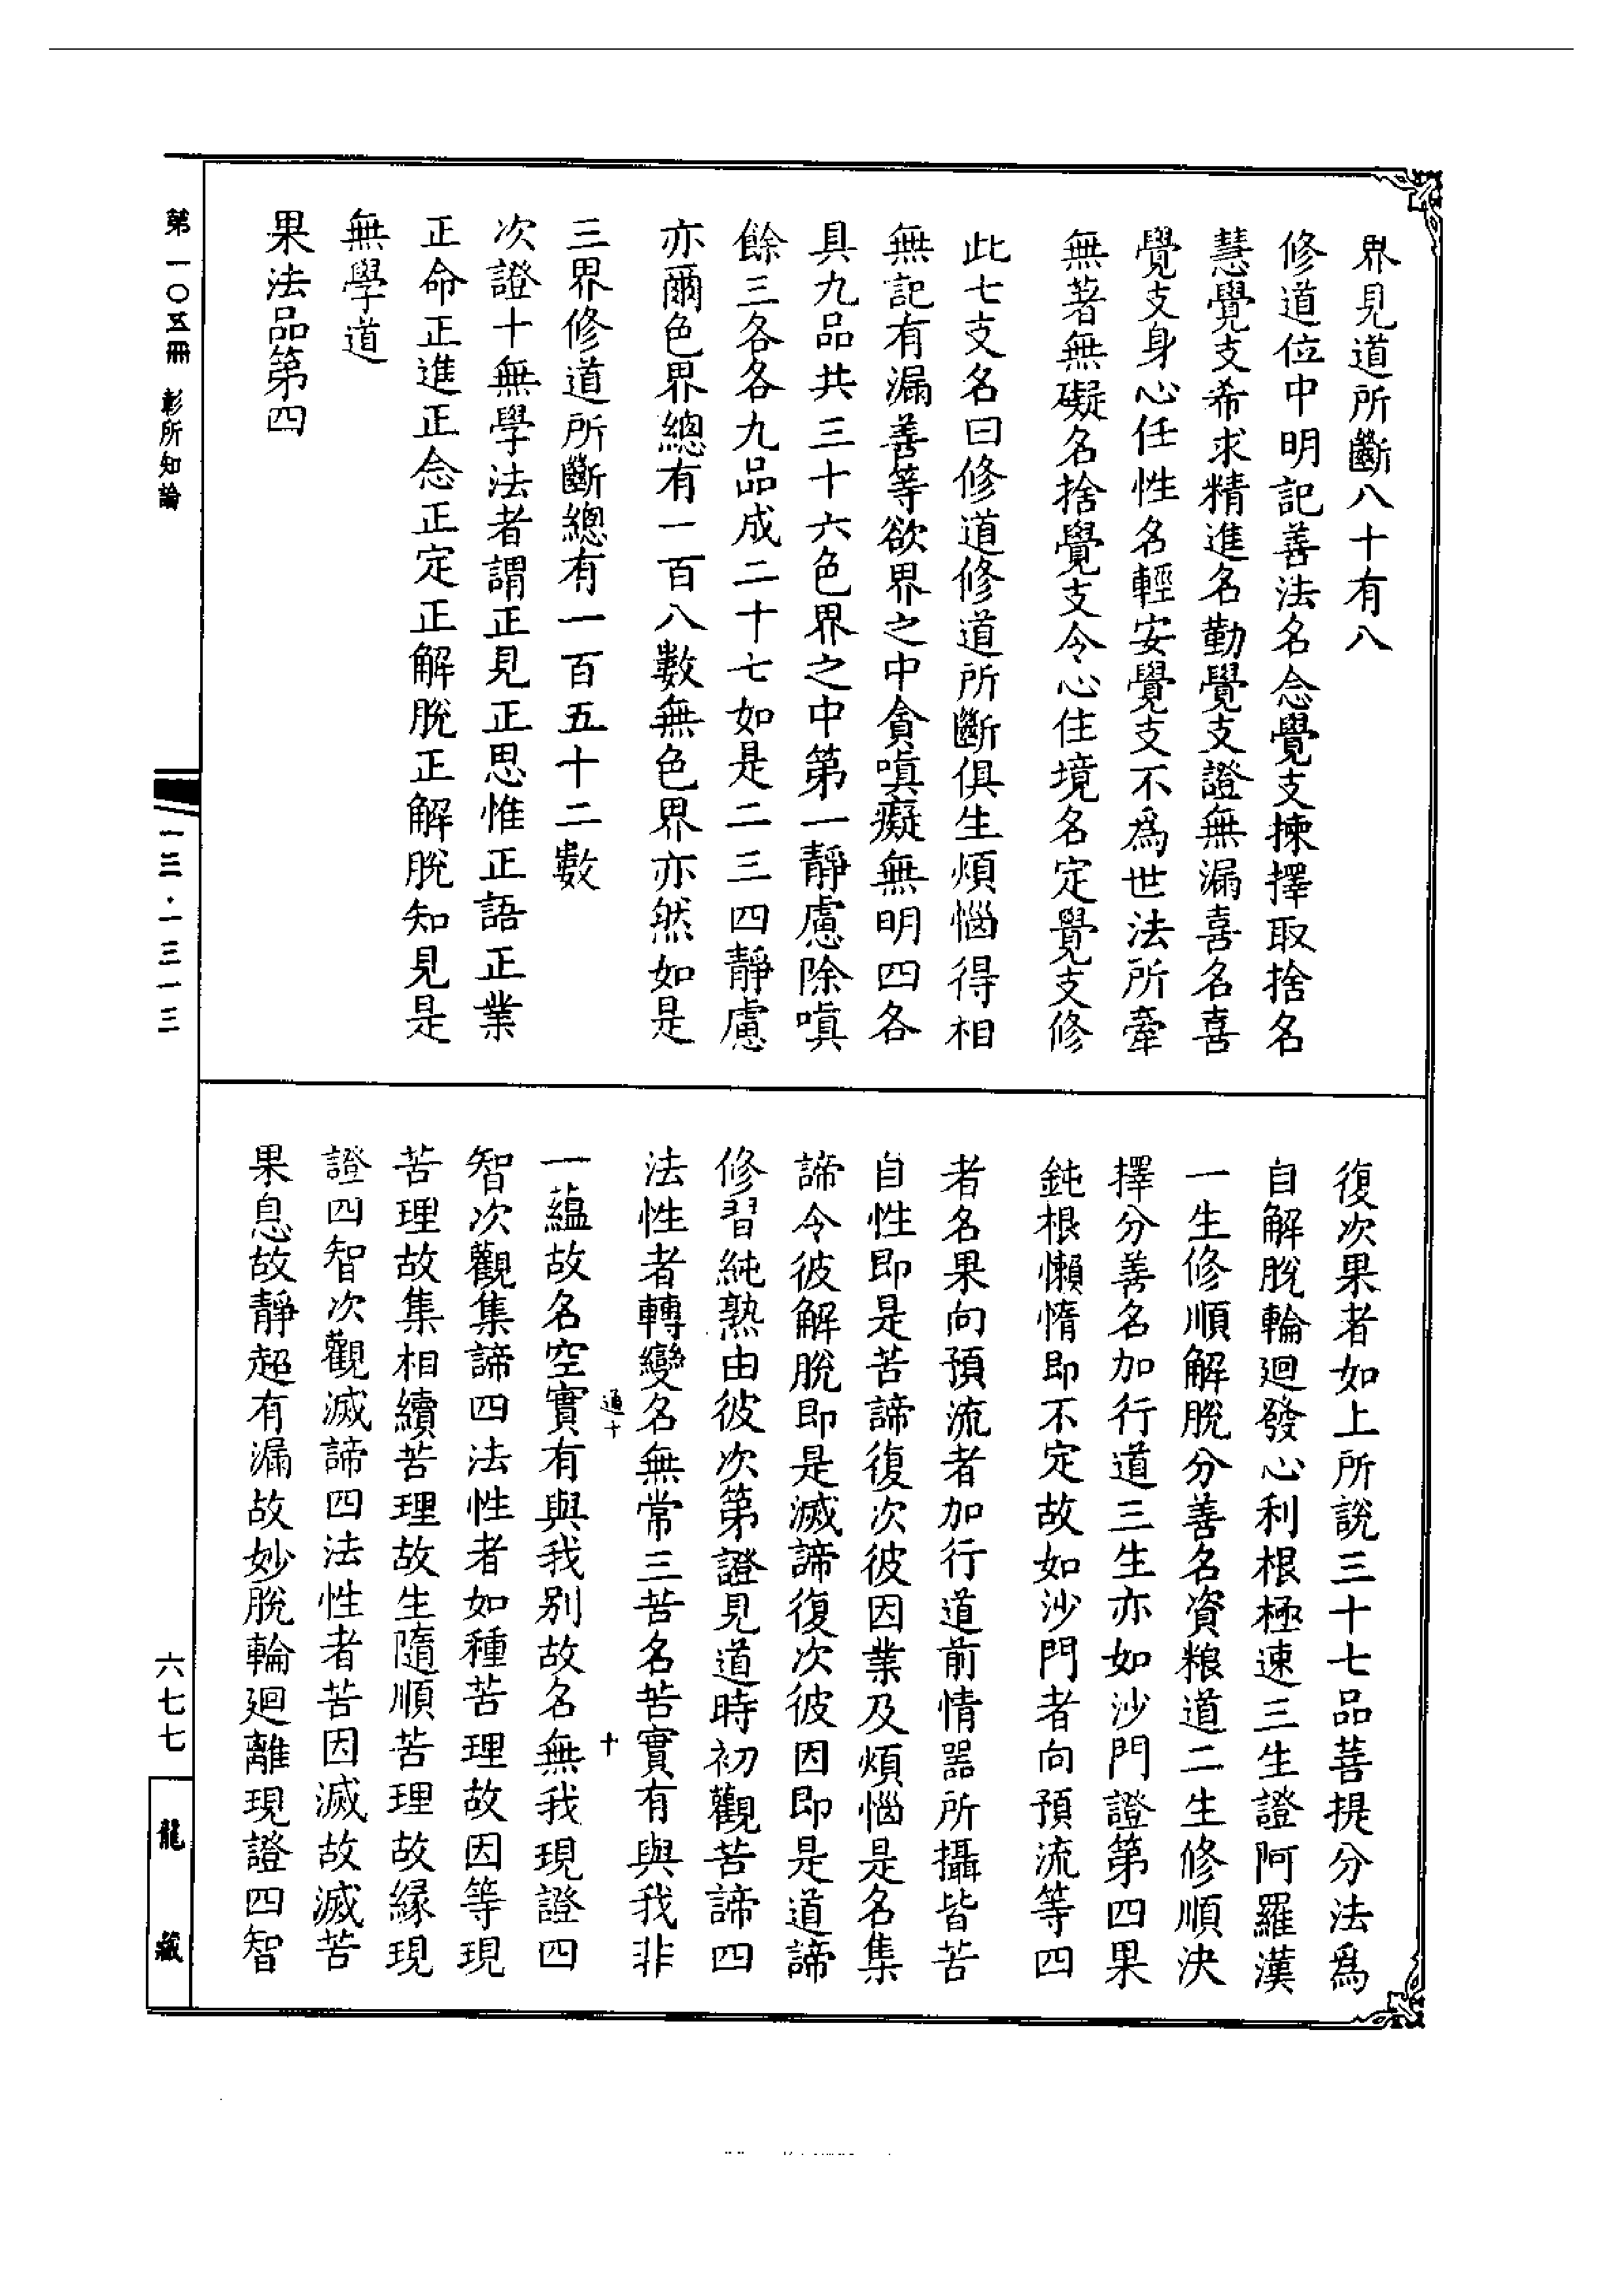 界見道所斷八十有八
修道位中明記善法名念覺支揀擇取捨名
慧覺支希求精進名勤覺支證無漏喜名喜
覺支身心任性名輕安覺支不為世法所牽
無著無礙名捨覺支令心住境名定覺支修
此七支名曰修道修道所斷俱生煩惱得相
無記有漏善等欲界之中貪嗔癡無明四各
具九品共三十六色界之中第一靜慮除嗔
餘三各各九品成二十七如是二三四靜慮
亦爾色界總有一百八數無色界亦然如是
三界修道所斷總有一百五十二數
次證十無學法者謂正見正思惟正語正業
正命正進正念正定正解脫正解脫知見是
無學道
果法品第四
復次果者如上所說三十七品菩提分法爲
自解脫輪迴發心利根極速三生證阿羅漢
一生修順解脫分善名資粮道二生修順決
擇分善名加行道三生亦如沙門證第四果
鈍根懶惰即不定故如沙門者向預流等四
者名果向預流者加行道前情器所攝皆苦
自性即是苦諦復次彼因業及煩惱是名集
諦令彼解脫即是滅諦復次彼因即是道諦
修習純熟由彼次第證見道時初觀苦諦四
法性者轉變名無常三苦名苦實有與我非
一蘊故名空實有與我別故名無我現證四
智次觀集諦四法性者如種苦理故因等現
苦理故集相續苦理故生隨順苦理故緣現
證四智次觀滅諦四法性者苦因滅故滅苦
果息故靜超有漏故妙脫輪迴離現證四智
通十
十
第一〇五冊 彰所知論
一三·一三一三
六七七
龍藏